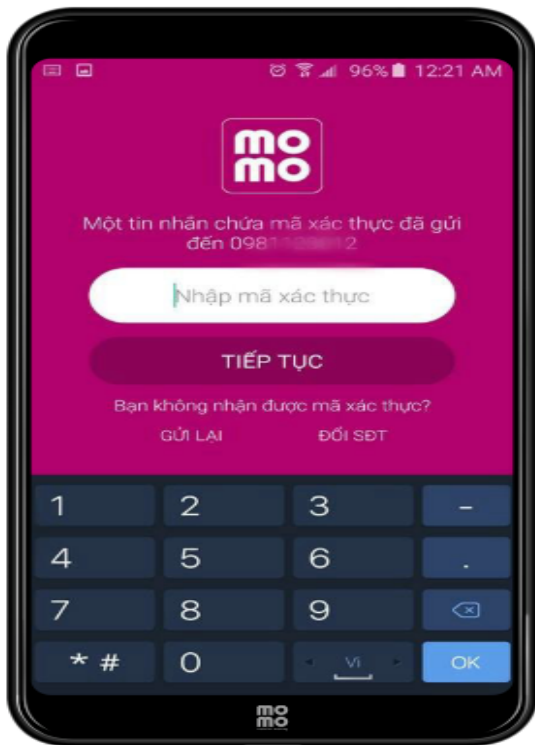 96% 12:21 AM
mo
mo
Một tin nhắn chứa mã xác thực đã gửi
đến 098 2
Nhập mã xác thực
TIẾP TỤC
Bạn không nhận được mã xác thực?
GỬI LẠI ĐỔI SĐT
1 2 3 -
4 5 6 .
7 8 9
* # 0 Vi OK
mo
mo